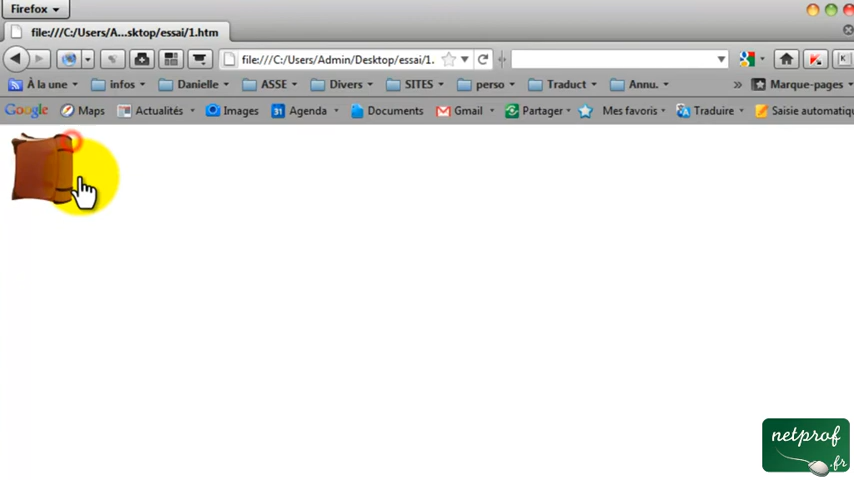 Firefox
file:///C:/Users/A...sktop/essai/1.htm
file:///C:/Users/Admin/Desktop/essai/1.
À la une infos Danielle ASSE Divers SITES perso Traduct Annu. » Marque-pages
Google Maps Actualités Images 31 Agenda Documents Gmail Partager Mes favoris Traduire Saisie automatiqu
netprof
.fr